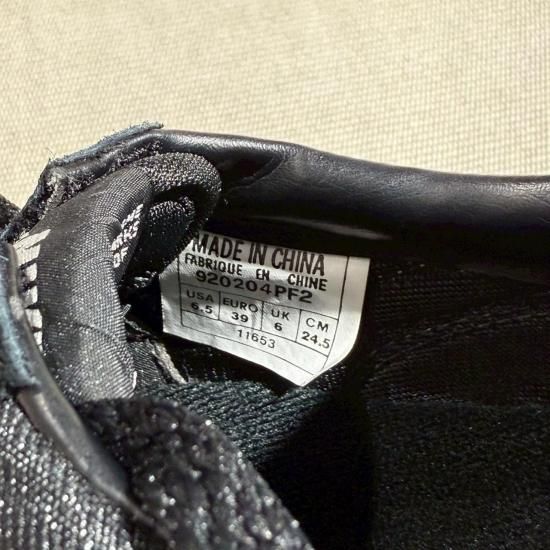 MADE IN CHINA
FABRIQUE EN CHINE
920204PF2
USA EURO UK CM
6.5 39 6 24.5
11653